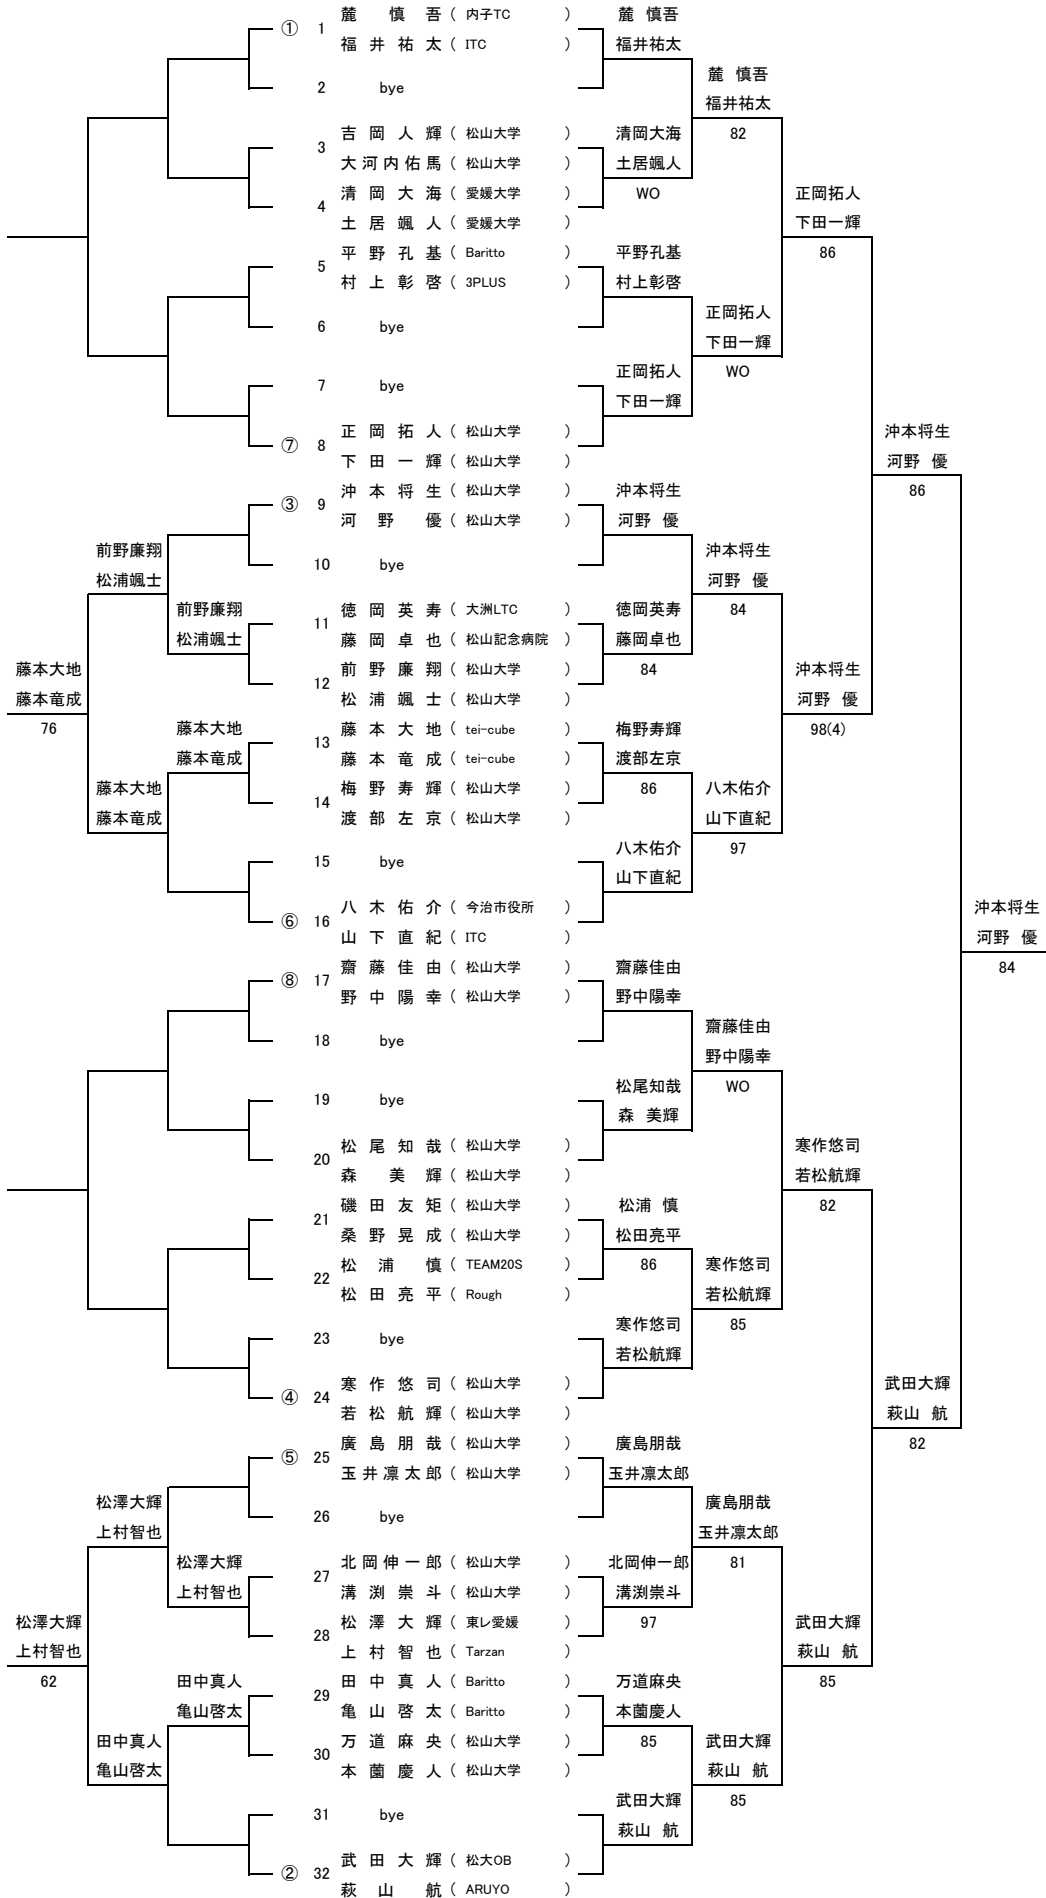 麓 慎 吾 ( 内子TC ) 麓 慎吾
① 1
福 井 祐 太 ( ITC ) 福井祐太
麓 慎吾
2 bye
福井祐太
吉 岡 人 輝 ( 松山大学 ) 清岡大海 82
3
大 河 内 佑 馬 ( 松山大学 ) 土居颯人
清 岡 大 海 ( 愛媛大学 ) WO 正岡拓人
4
土 居 颯 人 ( 愛媛大学 ) 下田一輝
平 野 孔 基 ( Baritto ) 平野孔基 86
5
村 上 彰 啓 ( 3PLUS ) 村上彰啓
正岡拓人
6 bye
下田一輝
正岡拓人 WO
7 bye
下田一輝
正 岡 拓 人 ( 松山大学 ) 沖本将生
⑦ 8
下 田 一 輝 ( 松山大学 ) 河野 優
沖 本 将 生 ( 松山大学 ) 沖本将生 86
③ 9
河 野 優 ( 松山大学 ) 河野 優
前野廉翔 沖本将生
10 bye
松浦颯士 河野 優
前野廉翔 徳 岡 英 寿 ( 大洲LTC ) 徳岡英寿 84
11
松浦颯士 藤 岡 卓 也 ( 松山記念病院 ) 藤岡卓也
藤本大地 前 野 廉 翔 ( 松山大学 ) 84 沖本将生
12
藤本竜成 松 浦 颯 士 ( 松山大学 ) 河野 優
76 藤本大地 藤 本 大 地 ( tei-cube ) 梅野寿輝 98(4)
13
藤本竜成 藤 本 竜 成 ( tei-cube ) 渡部左京
藤本大地 梅 野 寿 輝 ( 松山大学 ) 86 八木佑介
14
藤本竜成 渡 部 左 京 ( 松山大学 ) 山下直紀
八木佑介 97
15 bye
山下直紀
八 木 佑 介 ( 今治市役所 ) 沖本将生
⑥ 16
山 下 直 紀 ( ITC ) 河野 優
齋 藤 佳 由 ( 松山大学 ) 齋藤佳由 84
⑧ 17
野 中 陽 幸 ( 松山大学 ) 野中陽幸
齋藤佳由
18 bye
野中陽幸
松尾知哉 WO
19 bye
森 美輝
松 尾 知 哉 ( 松山大学 ) 寒作悠司
20
森 美 輝 ( 松山大学 ) 若松航輝
磯 田 友 矩 ( 松山大学 ) 松浦 慎 82
21
桑 野 晃 成 ( 松山大学 ) 松田亮平
松 浦 慎 ( TEAM20S ) 86 寒作悠司
22
松 田 亮 平 ( Rough ) 若松航輝
寒作悠司 85
23 bye
若松航輝
寒 作 悠 司 ( 松山大学 ) 武田大輝
④ 24
若 松 航 輝 ( 松山大学 ) 萩山 航
廣 島 朋 哉 ( 松山大学 ) 廣島朋哉 82
⑤ 25
玉 井 凛 太 郎 ( 松山大学 ) 玉井凛太郎
松澤大輝 廣島朋哉
26 bye
上村智也 玉井凛太郎
松澤大輝 北 岡 伸 一 郎 ( 松山大学 ) 北岡伸一郎 81
27
上村智也 溝 渕 崇 斗 ( 松山大学 ) 溝渕崇斗
松澤大輝 松 澤 大 輝 ( 東レ愛媛 ) 97 武田大輝
28
上村智也 上 村 智 也 ( Tarzan ) 萩山 航
62 田中真人 田 中 真 人 ( Baritto ) 万道麻央 85
29
亀山啓太 亀 山 啓 太 ( Baritto ) 本薗慶人
田中真人 万 道 麻 央 ( 松山大学 ) 85 武田大輝
30
亀山啓太 本 薗 慶 人 ( 松山大学 ) 萩山 航
武田大輝 85
31 bye
萩山 航
武 田 大 輝 ( 松大OB )
② 32
萩 山 航 ( ARUYO )